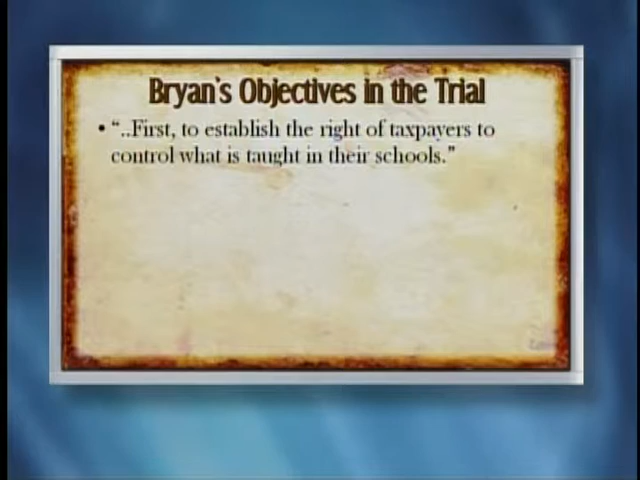 Bryan's Objectives in the Trial
• “..First, to establish the right of taxpayers to
control what is taught in their schools.”